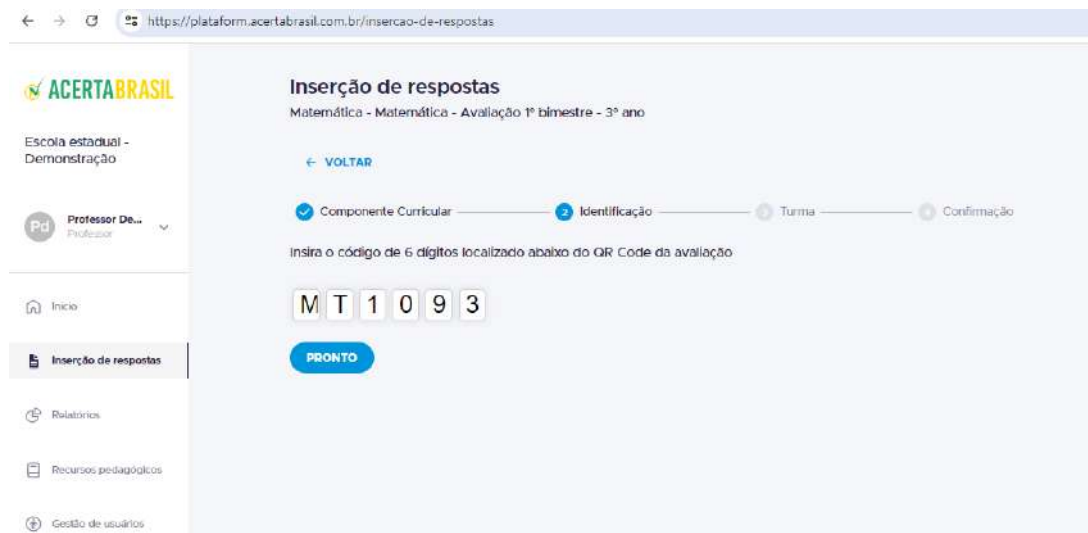 https://plataform.acertabrasil.com.br/insercao-de-respostas
ACERTABRASIL
Escola estadual -
Demonstração
Pd
Professor De...
Professor
Início
Inserção de respostas
Relatórios
Recursos pedagógicos
Gestão de usuários
Inserção de respostas
Matemática - Matemática - Avaliação 1º bimestre - 3º ano
← VOLTAR
Componente Curricular 2 Identificação 3 Turma 4 Confirmação
Insira o código de 6 dígitos localizado abaixo do QR Code da avaliação
M T 1 0 9 3
PRONTO